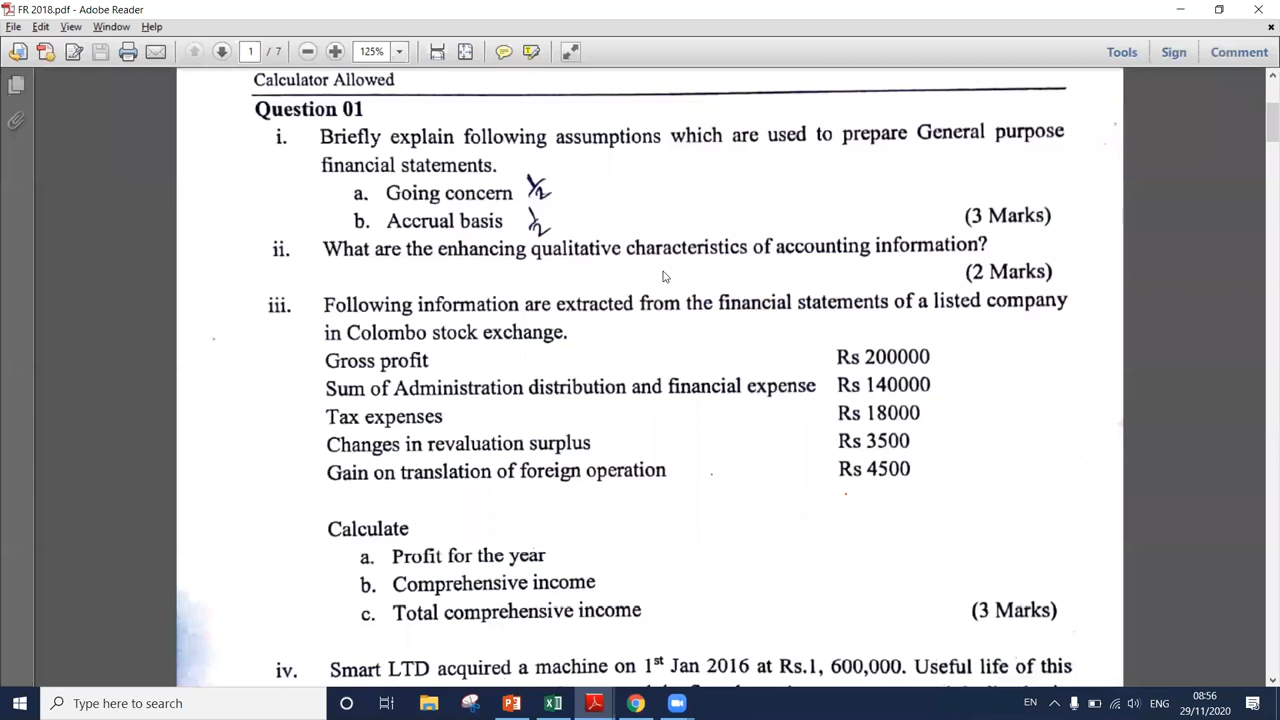 FR 2018.pdf - Adobe Reader
File Edit View Window Help
1 / 7 125% Tools Sign Comment
Calculator Allowed
Question 01
i. Briefly explain following assumptions which are used to prepare General purpose
financial statements.
a. Going concern
b. Accrual basis (3 Marks)
ii. What are the enhancing qualitative characteristics of accounting information?
(2 Marks)
iii. Following information are extracted from the financial statements of a listed company
in Colombo stock exchange.
Gross profit Rs 200000
Sum of Administration distribution and financial expense Rs 140000
Tax expenses Rs 18000
Changes in revaluation surplus Rs 3500
Gain on translation of foreign operation Rs 4500
Calculate
a. Profit for the year
b. Comprehensive income
c. Total comprehensive income (3 Marks)
iv. Smart LTD acquired a machine on 1st Jan 2016 at Rs.1, 600,000. Useful life of this
Type here to search EN ENG 08:56
29/11/2020